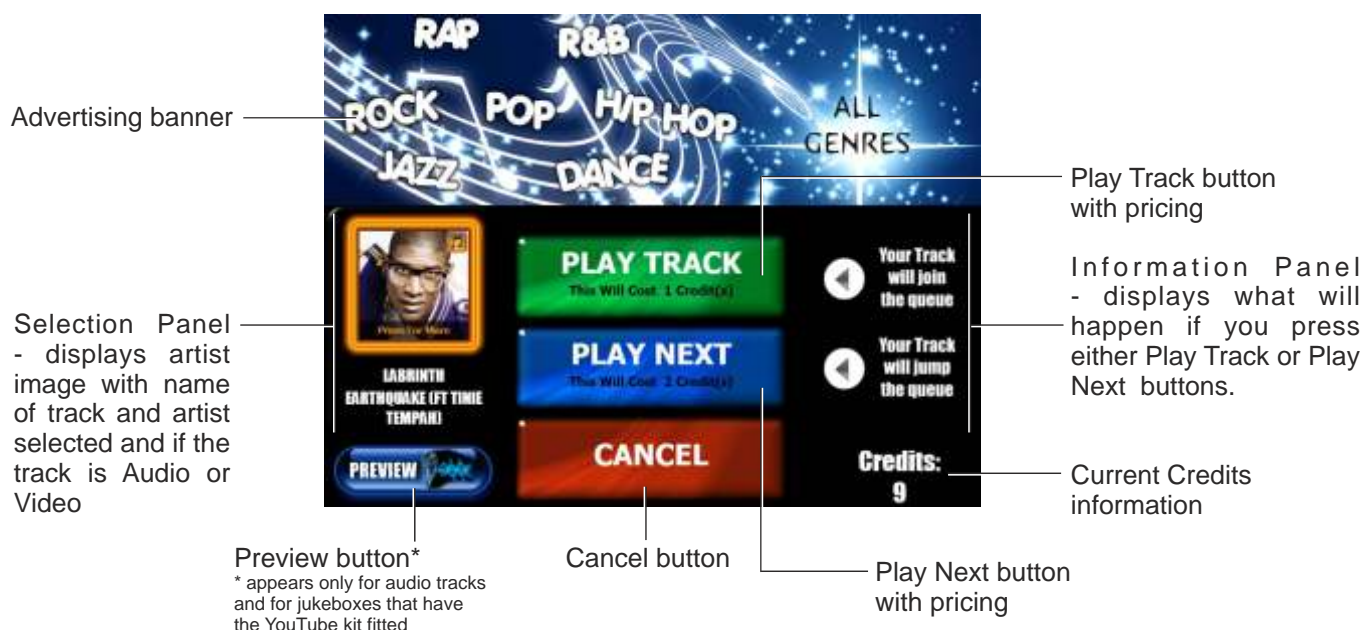 RAP
R&B
ROCK
POP
HIP HOP
JAZZ
DANCE
ALL
GENRES
Advertising banner
Selection Panel
- displays artist
image with name
of track and artist
selected and if the
track is Audio or
Video
LABRINTH
EARTHQUAKE (FT TINIE
TEMPAH)
PREVIEW
PLAY TRACK
This Will Cost: 1 Credit(s)
PLAY NEXT
This Will Cost: 2 Credit(s)
CANCEL
Your Track
will join
the queue
Your Track
will jump
the queue
Credits:
9
Play Track button
with pricing
Information Panel
- displays what will
happen if you press
either Play Track or Play
Next buttons.
Current Credits
information
Preview button*
* appears only for audio tracks
and for jukeboxes that have
the YouTube kit fitted
Cancel button
Play Next button
with pricing